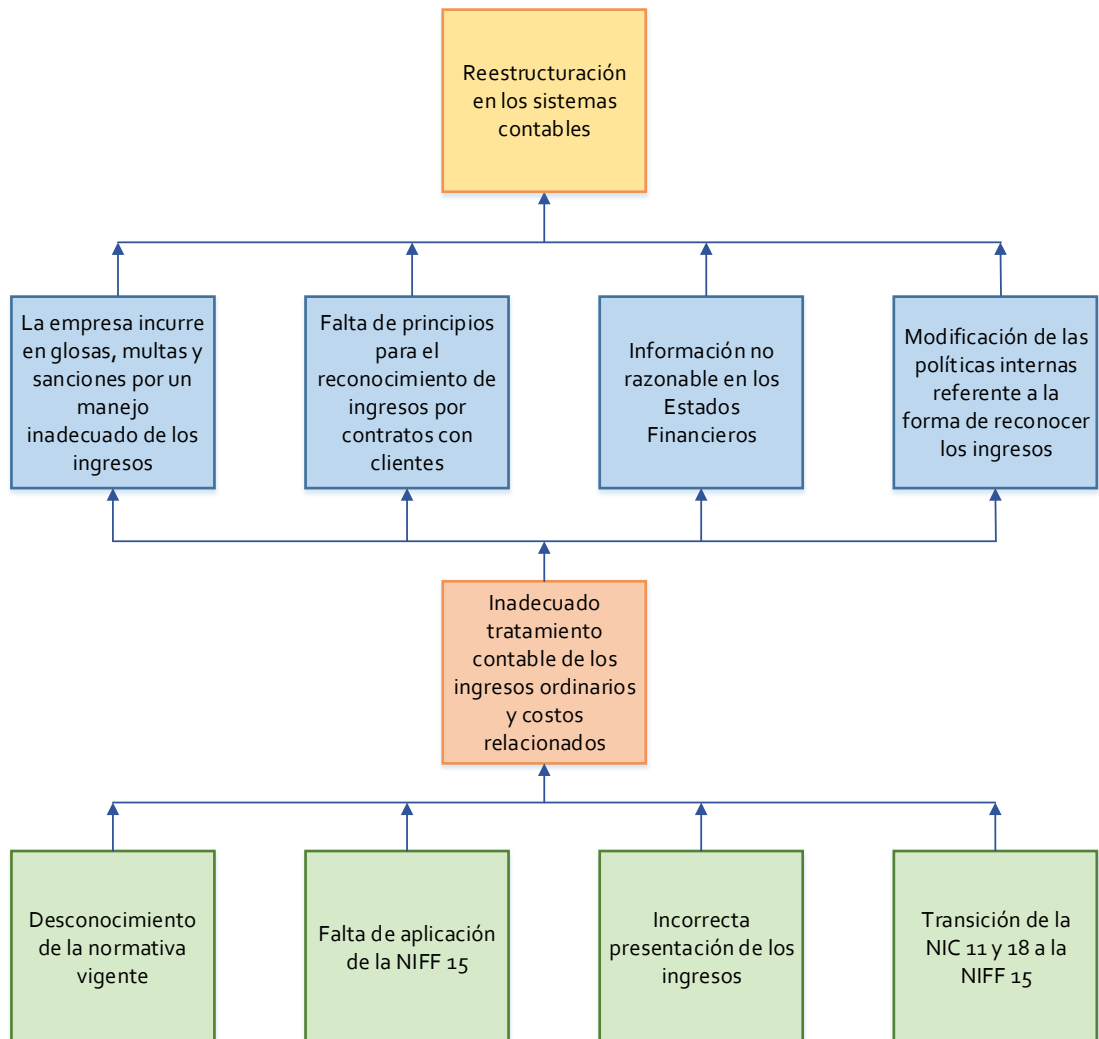 Reestructuración
en los sistemas
contables
La empresa incurre
en glosas, multas y
sanciones por un
manejo
inadecuado de los
ingresos
Falta de principios
para el
reconocimiento de
ingresos por
contratos con
clientes
Información no
razonable en los
Estados
Financieros
Modificación de las
políticas internas
referente a la
forma de reconocer
los ingresos
Inadecuado
tratamiento
contable de los
ingresos ordinarios
y costos
relacionados
Desconocimiento
de la normativa
vigente
Falta de aplicación
de la NIFF 15
Incorrecta
presentación de los
ingresos
Transición de la
NIC 11 y 18 a la
NIFF 15